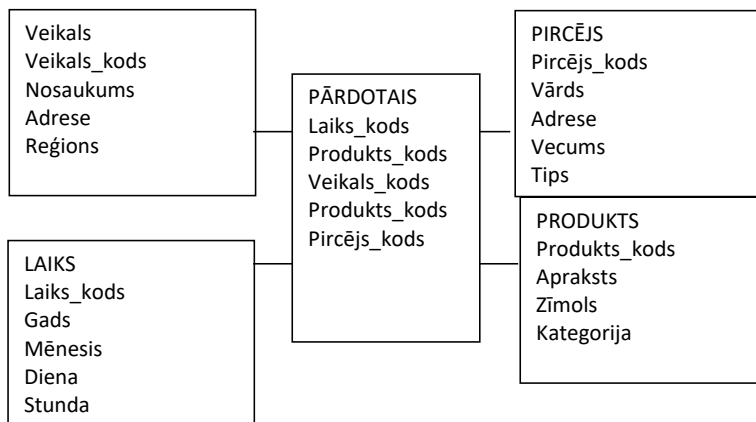 Veikals
Veikals_kods
Nosaukums
Adrese
Reģions
PĀRDOTAIS
Laiks_kods
Produkts_kods
Veikals_kods
Produkts_kods
Pircējs_kods
PIRCĒJS
Pircējs_kods
Vārds
Adrese
Vecums
Tips
LAIKS
Laiks_kods
Gads
Mēnesis
Diena
Stunda
PRODUKTS
Produkts_kods
Apraksts
Zīmols
Kategorija